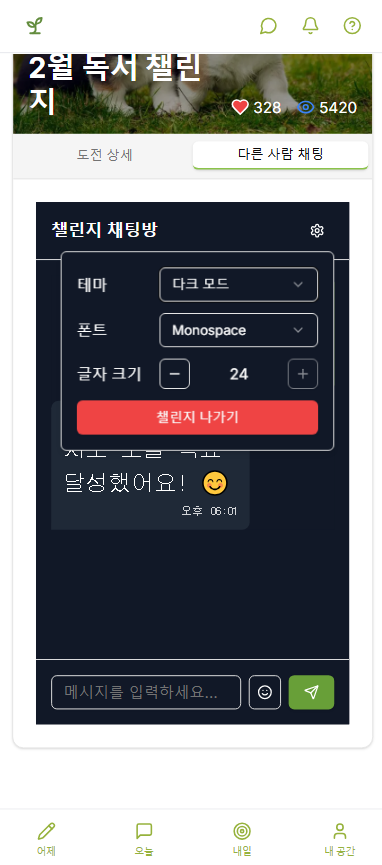 2월 독서 챌린
지
328 5420
도전 상세 다른 사람 채팅
챌린지 채팅방
테마 다크 모드
폰트 Monospace
글자 크기 − 24 +
챌린지 나가기
달성했어요! 😊
오후 06:01
메시지를 입력하세요...
어제 오늘 내일 내 공간